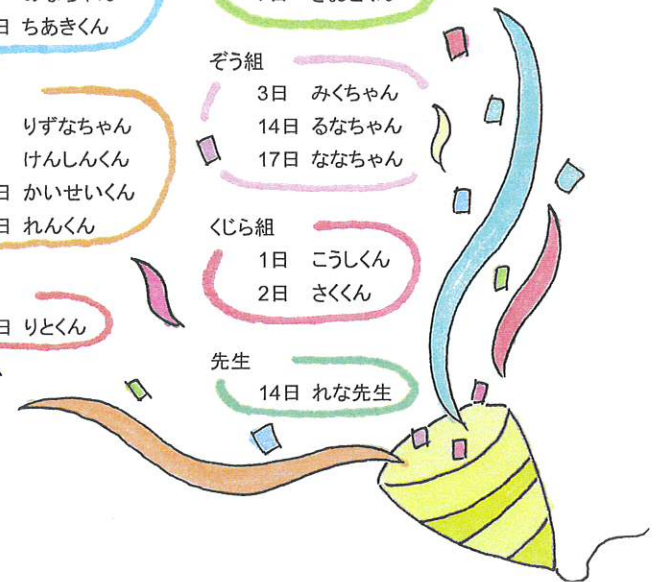 日 ちあきくん
りずなちゃん
けんしんくん
日 かいせいくん
日 れんくん
日 りとくん
ぞう組
3日 みくちゃん
14日 るなちゃん
17日 ななちゃん
くじら組
1日 こうしくん
2日 さくくん
先生
14日 れな先生